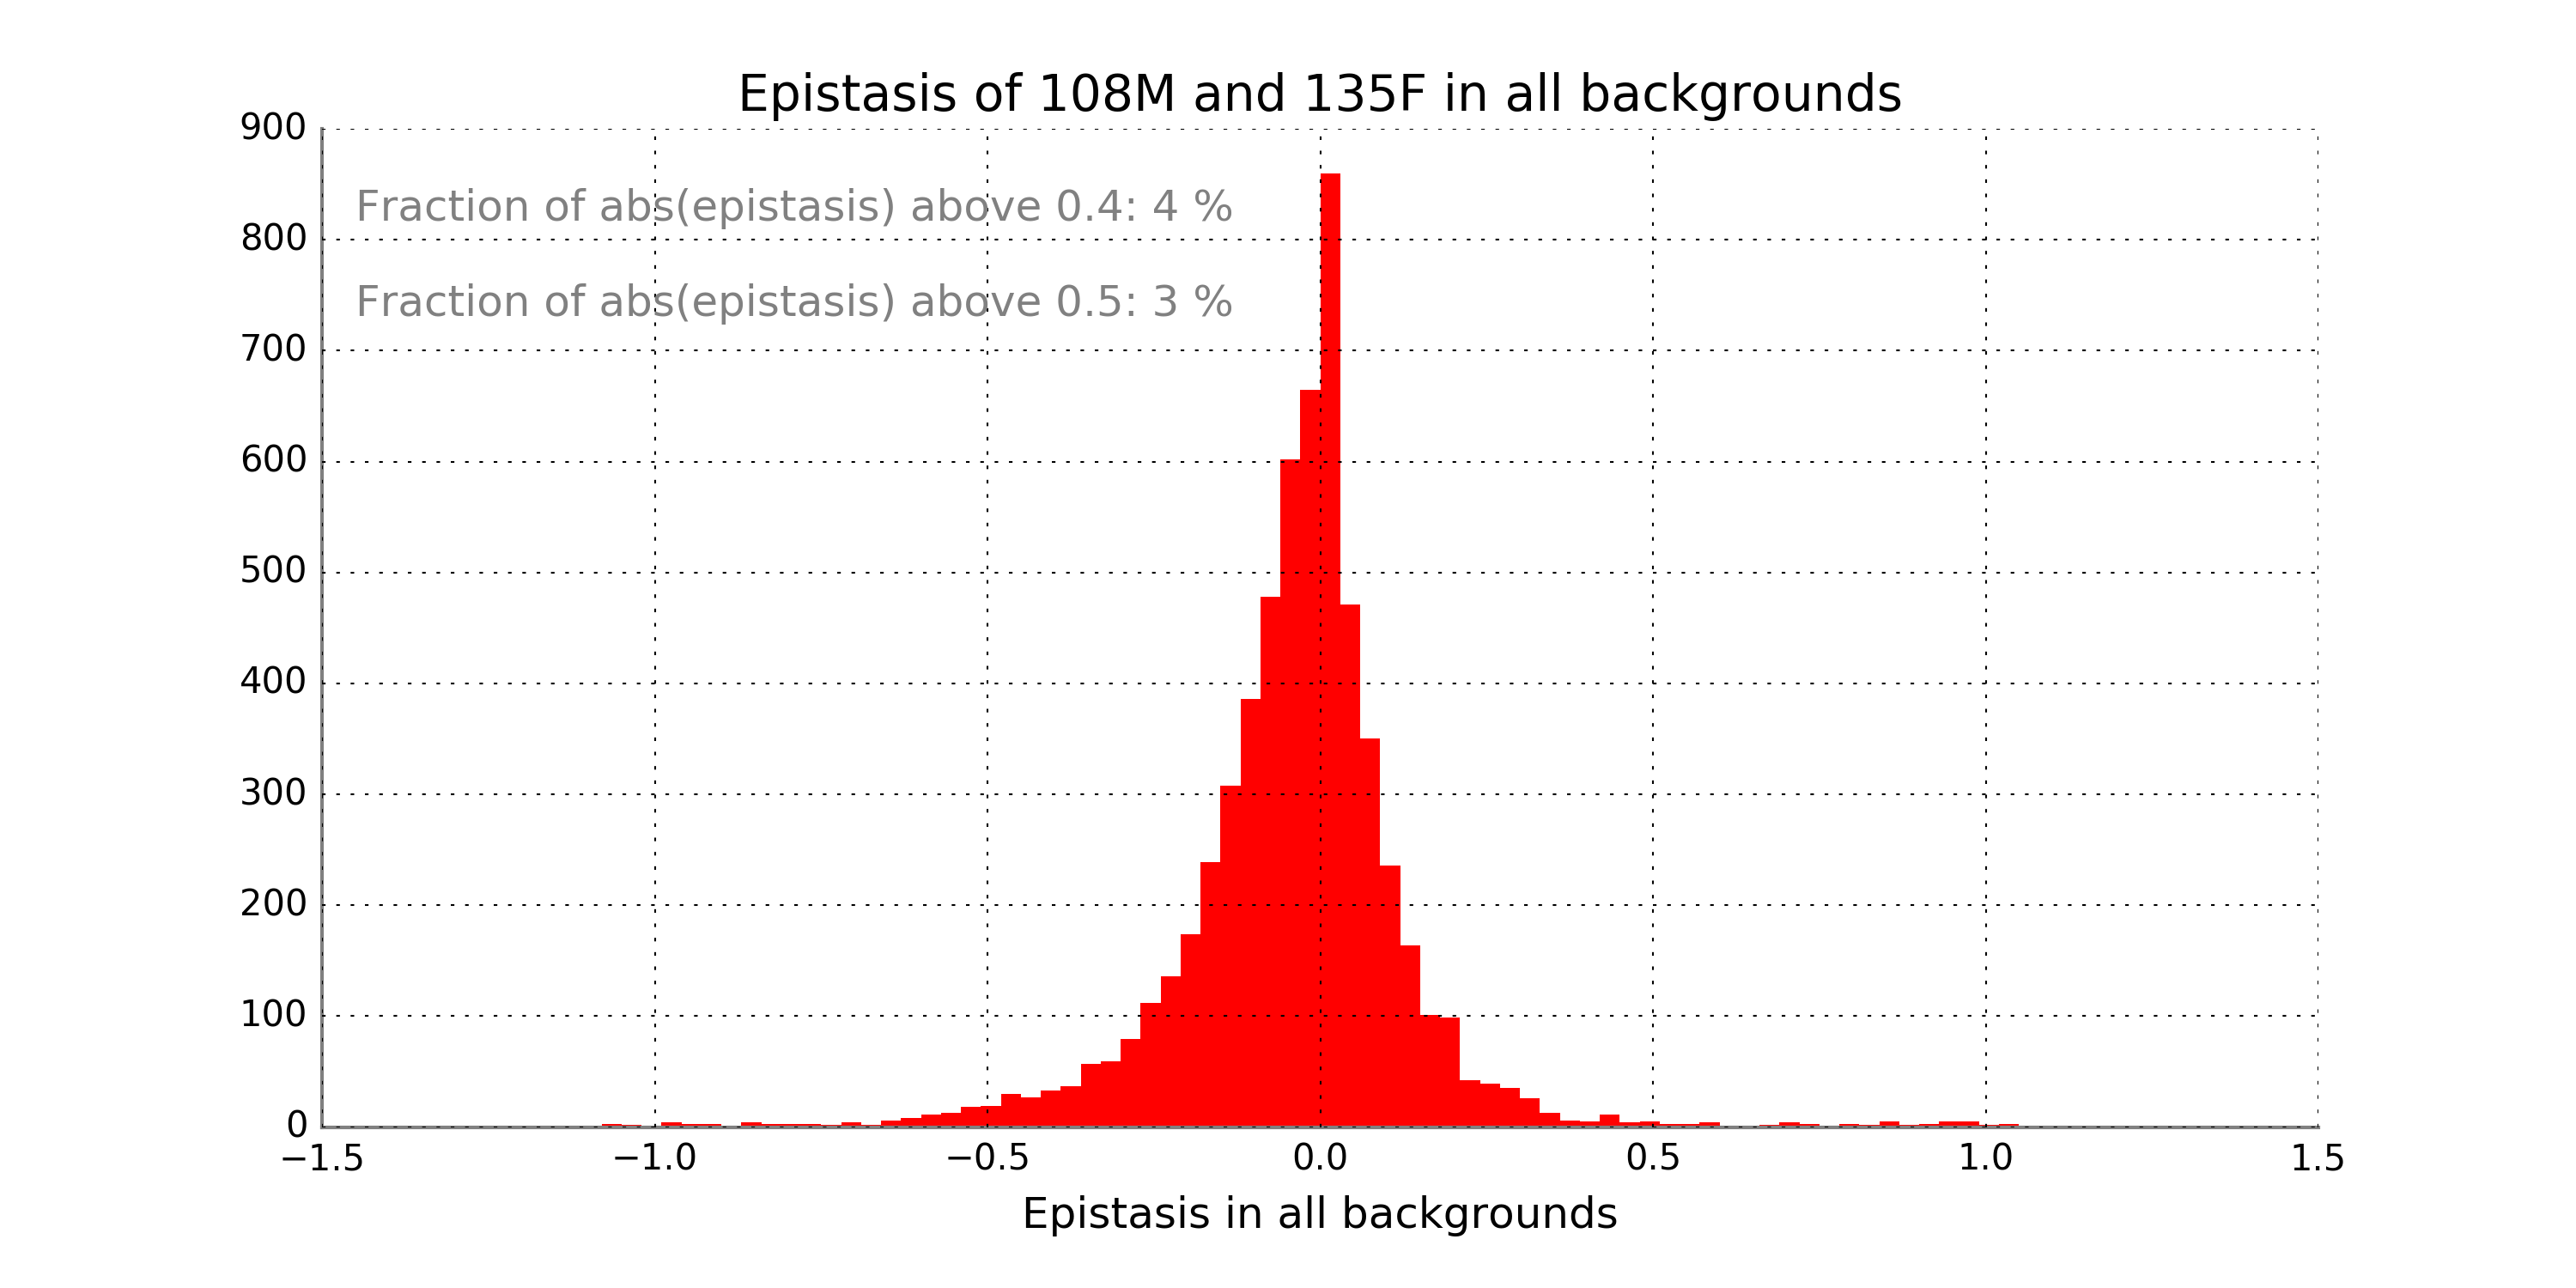 Epistasis of 108M and 135F in all backgrounds
900
Fraction of abs(epistasis) above 0.4: 4 %
800
Fraction of abs(epistasis) above 0.5: 3 %
700
600
500
400
300
200
100
0
−1.5 −1.0 −0.5 0.0 0.5 1.0 1.5
Epistasis in all backgrounds